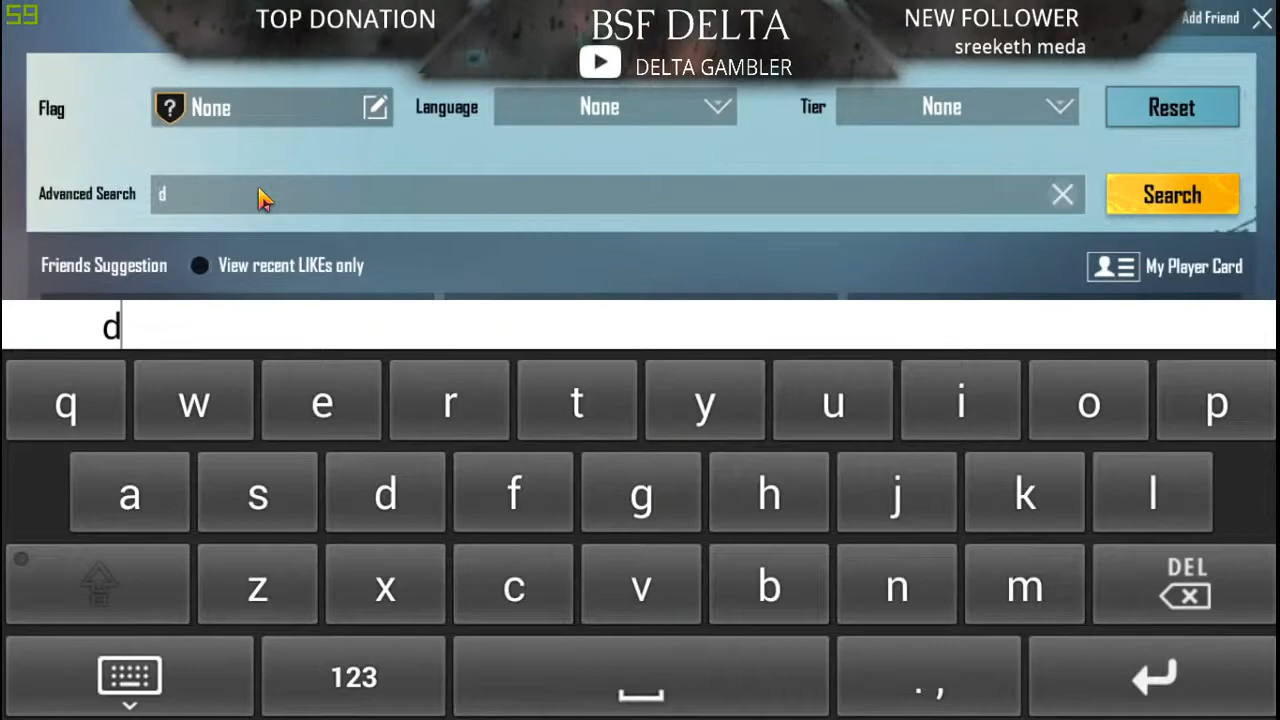 59
TOP DONATION
BSF DELTA
DELTA GAMBLER
NEW FOLLOWER
sreeketh meda
Add Friend
Flag
? None
Language
None
Tier
None
Reset
Advanced Search
d
Search
Friends Suggestion
View recent LIKEs only
My Player Card
d
q w e r t y u i o p
a s d f g h j k l
z x c v b n m DEL
123 . ,